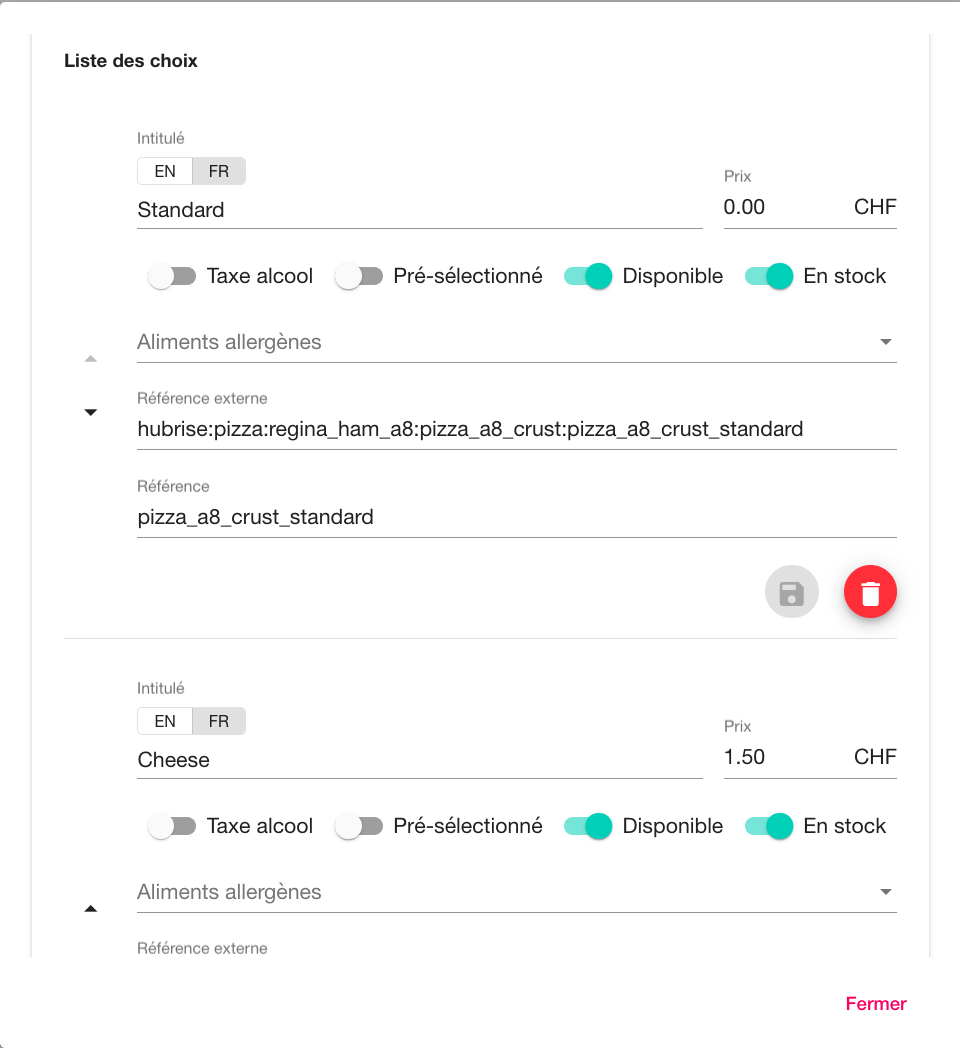 Liste des choix
Intitulé
EN FR
Prix
Standard
0.00 CHF
Taxe alcool Pré-sélectionné Disponible En stock
Aliments allergènes
Référence externe
hubrise:pizza:regina_ham_a8:pizza_a8_crust:pizza_a8_crust_standard
Référence
pizza_a8_crust_standard
Intitulé
EN FR
Prix
Cheese
1.50 CHF
Taxe alcool Pré-sélectionné Disponible En stock
Aliments allergènes
Référence externe
Fermer